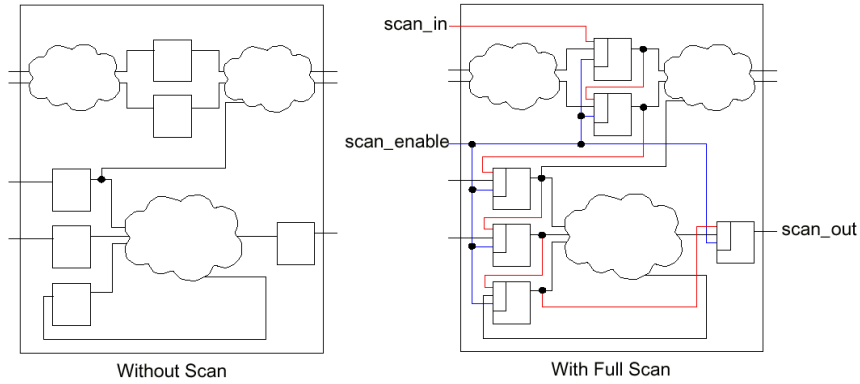 scan_in
scan_enable
scan_out
Without Scan
With Full Scan